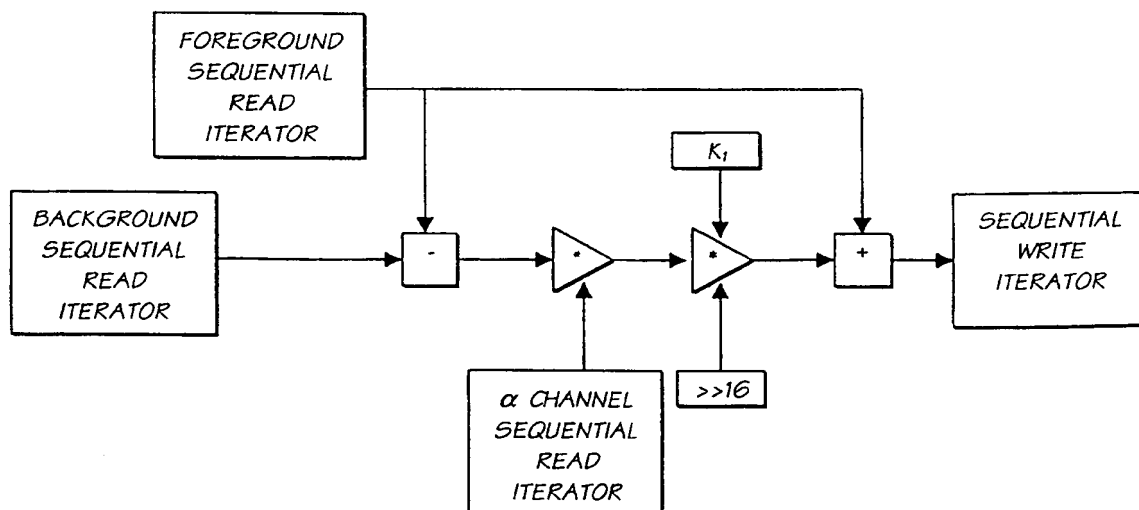 FOREGROUND
SEQUENTIAL
READ
ITERATOR
K₁
BACKGROUND
SEQUENTIAL
READ
ITERATOR
-
*
*
+
SEQUENTIAL
WRITE
ITERATOR
α CHANNEL
SEQUENTIAL
READ
ITERATOR
>>16